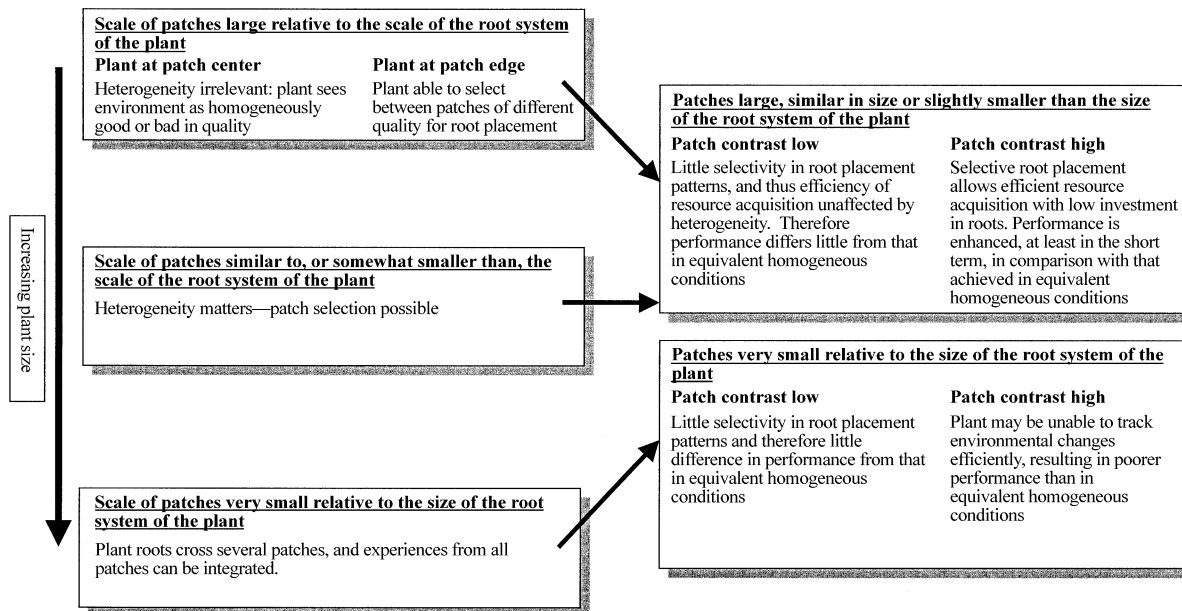 Scale of patches large relative to the scale of the root system
of the plant
Plant at patch center
Heterogeneity irrelevant: plant sees
environment as homogeneously
good or bad in quality
Plant at patch edge
Plant able to select
between patches of different
quality for root placement
Increasing plant size
Scale of patches similar to, or somewhat smaller than, the
scale of the root system of the plant
Heterogeneity matters—patch selection possible
Scale of patches very small relative to the size of the root
system of the plant
Plant roots cross several patches, and experiences from all
patches can be integrated.
Patches large, similar in size or slightly smaller than the size
of the root system of the plant
Patch contrast low
Little selectivity in root placement
patterns, and thus efficiency of
resource acquisition unaffected by
heterogeneity. Therefore
performance differs little from that
in equivalent homogeneous
conditions
Patch contrast high
Selective root placement
allows efficient resource
acquisition with low investment
in roots. Performance is
enhanced, at least in the short
term, in comparison with that
achieved in equivalent
homogeneous conditions
Patches very small relative to the size of the root system of the
plant
Patch contrast low
Little selectivity in root placement
patterns and therefore little
difference in performance from that
in equivalent homogeneous
conditions
Patch contrast high
Plant may be unable to track
environmental changes
efficiently, resulting in poorer
performance than in
equivalent homogeneous
conditions